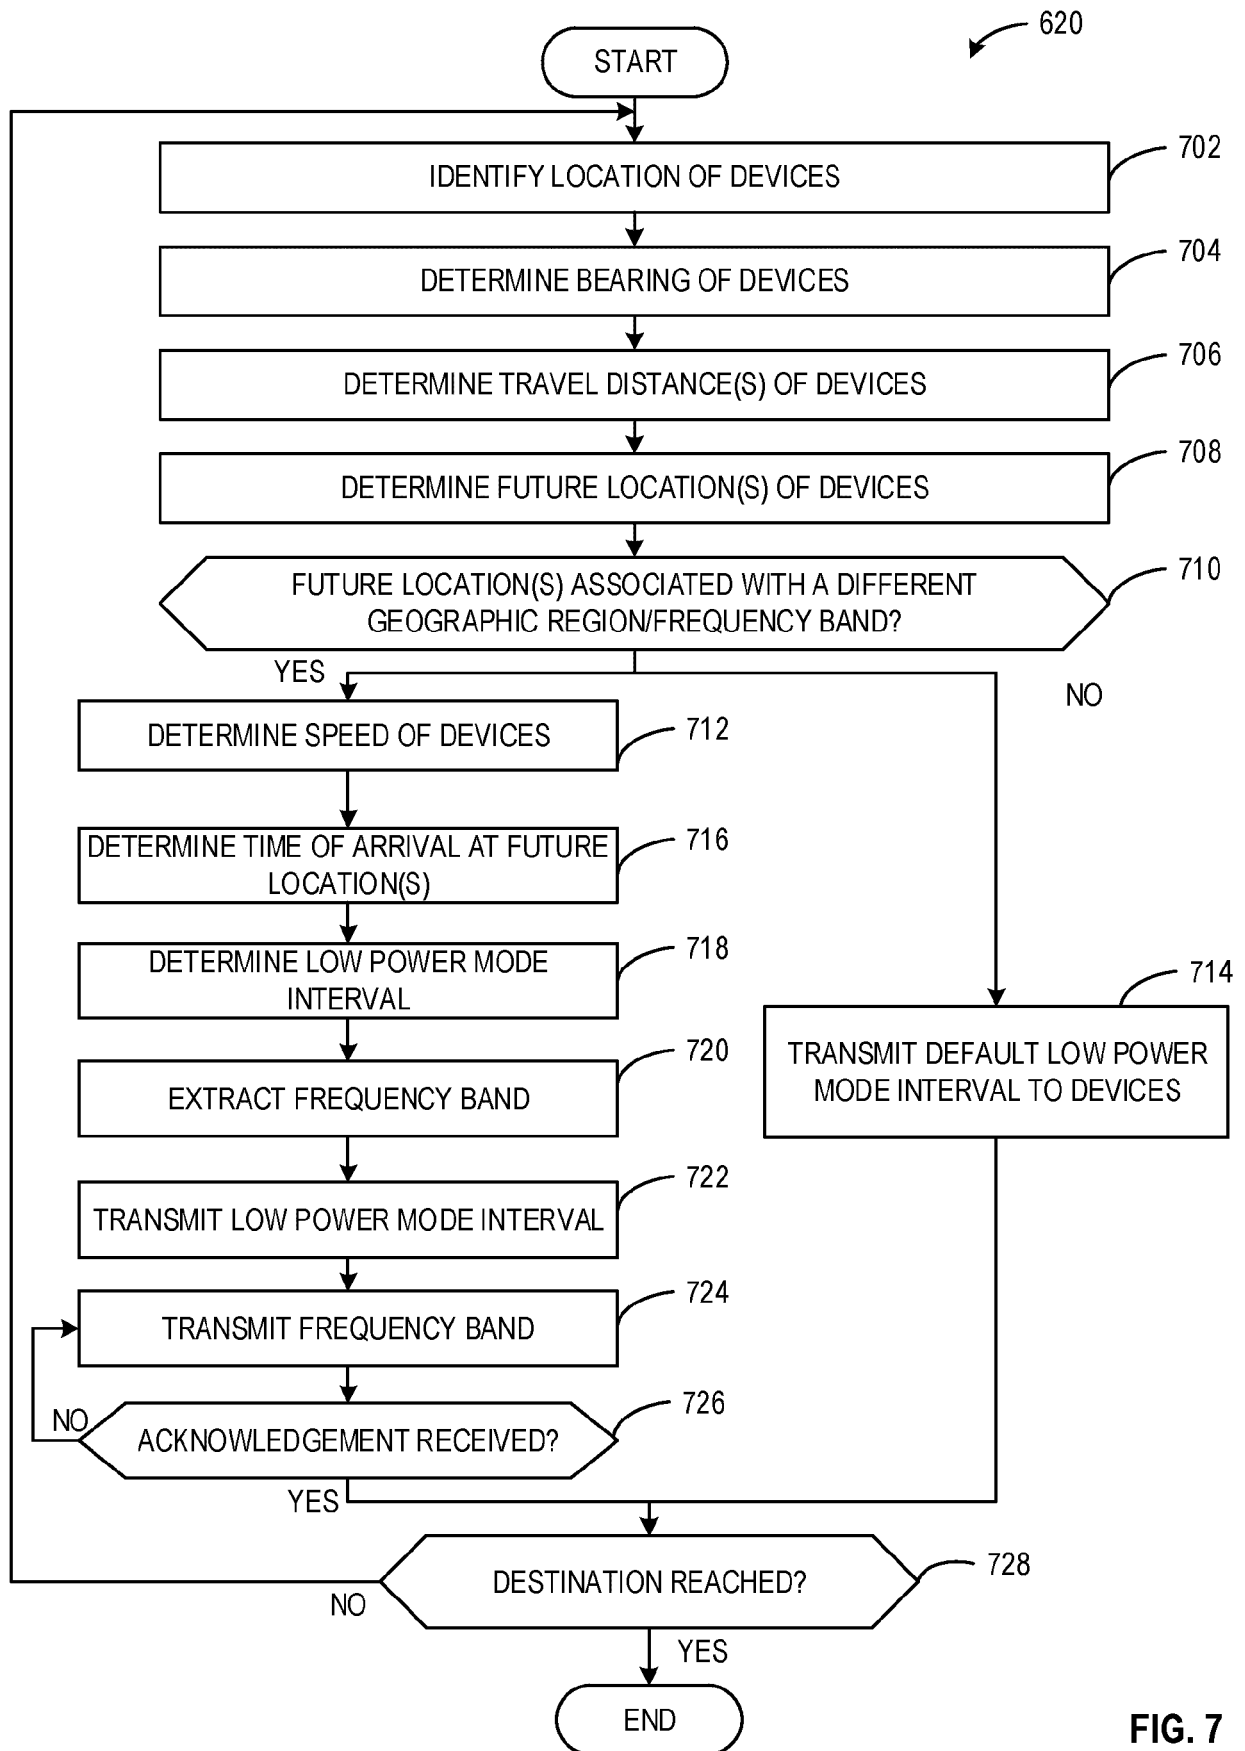 620
START
702
IDENTIFY LOCATION OF DEVICES
704
DETERMINE BEARING OF DEVICES
706
DETERMINE TRAVEL DISTANCE(S) OF DEVICES
708
DETERMINE FUTURE LOCATION(S) OF DEVICES
710
FUTURE LOCATION(S) ASSOCIATED WITH A DIFFERENT
GEOGRAPHIC REGION/FREQUENCY BAND?
YES
NO
DETERMINE SPEED OF DEVICES
712
DETERMINE TIME OF ARRIVAL AT FUTURE
LOCATION(S)
716
DETERMINE LOW POWER MODE
INTERVAL
718
714
TRANSMIT DEFAULT LOW POWER
MODE INTERVAL TO DEVICES
720
EXTRACT FREQUENCY BAND
722
TRANSMIT LOW POWER MODE INTERVAL
724
TRANSMIT FREQUENCY BAND
726
NO
ACKNOWLEDGEMENT RECEIVED?
YES
728
DESTINATION REACHED?
NO
YES
END
FIG. 7